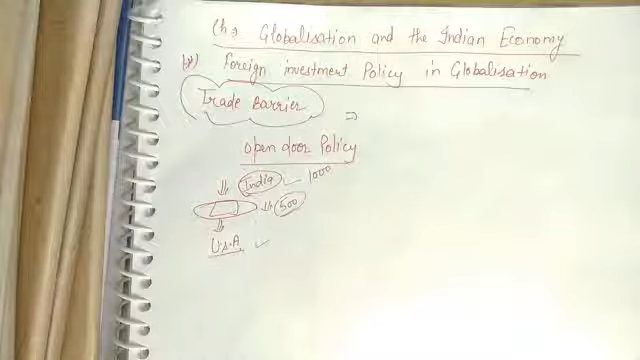 Ch:- Globalisation and the Indian Economy
(*) Foreign investment Policy in Globalisation
Trade Barrier ⇒
Open door Policy
India 1000
500
U.S.A